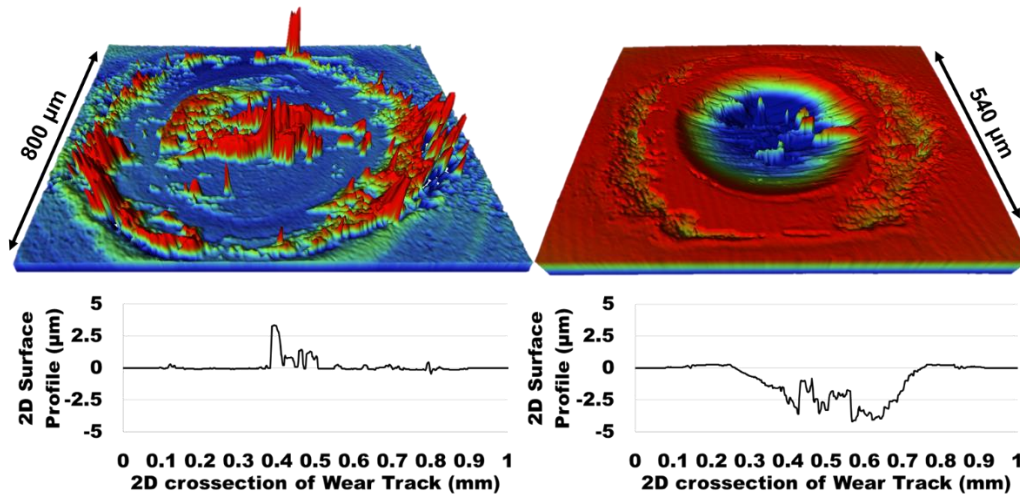 800 μm
540 μm
2D Surface
Profile (μm)
5
2.5
0
-2.5
-5
0 0.1 0.2 0.3 0.4 0.5 0.6 0.7 0.8 0.9 1
2D crossection of Wear Track (mm)
2D Surface
Profile (μm)
5
2.5
0
-2.5
-5
0 0.1 0.2 0.3 0.4 0.5 0.6 0.7 0.8 0.9 1
2D crossection of Wear Track (mm)